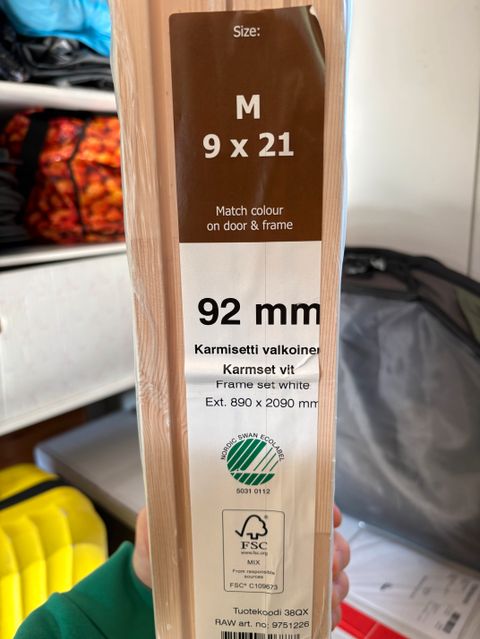 Size:
M
9 x 21
Match colour
on door & frame
92 mm
Karmisetti valkoinen
Karmset vit
Frame set white
Ext. 890 x 2090 mm
NORDIC SWAN ECOLABEL
5031 0112
FSC
www.fsc.org
MIX
From responsible
sources
FSC® C109673
Tuotekoodi 38QX
RAW art. no: 9751226